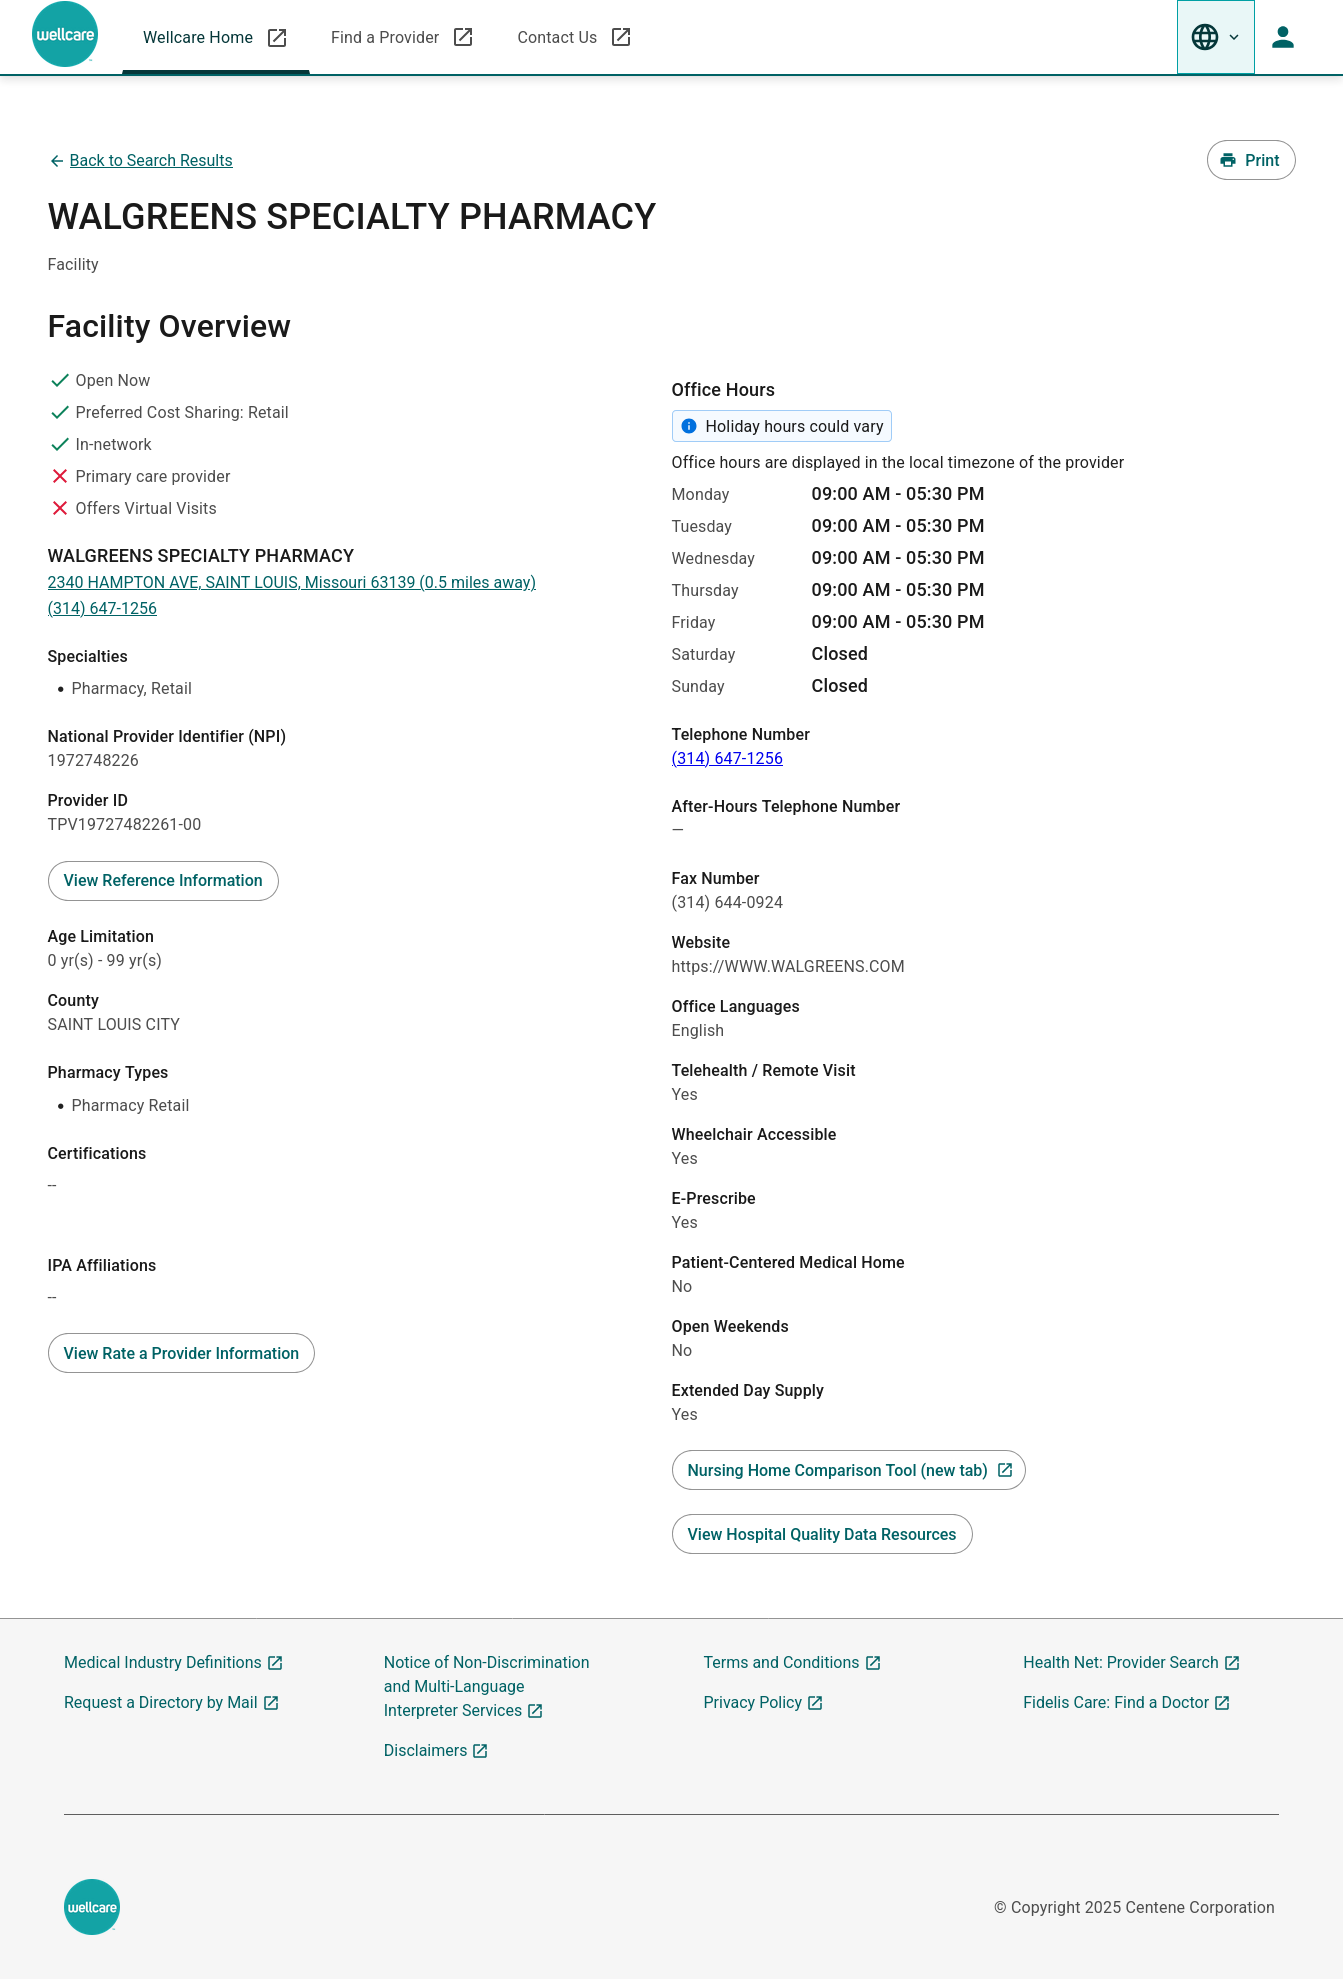 wellcare
Wellcare Home
Find a Provider
Contact Us
Back to Search Results
Print
WALGREENS SPECIALTY PHARMACY
Facility
Facility Overview
Open Now
Preferred Cost Sharing: Retail
In-network
Primary care provider
Offers Virtual Visits
WALGREENS SPECIALTY PHARMACY
2340 HAMPTON AVE, SAINT LOUIS, Missouri 63139 (0.5 miles away)
(314) 647-1256
Specialties
• Pharmacy, Retail
National Provider Identifier (NPI)
1972748226
Provider ID
TPV19727482261-00
View Reference Information
Age Limitation
0 yr(s) - 99 yr(s)
County
SAINT LOUIS CITY
Pharmacy Types
• Pharmacy Retail
Certifications
--
IPA Affiliations
--
View Rate a Provider Information
Office Hours
Holiday hours could vary
Office hours are displayed in the local timezone of the provider
Monday 09:00 AM - 05:30 PM
Tuesday 09:00 AM - 05:30 PM
Wednesday 09:00 AM - 05:30 PM
Thursday 09:00 AM - 05:30 PM
Friday 09:00 AM - 05:30 PM
Saturday Closed
Sunday Closed
Telephone Number
(314) 647-1256
After-Hours Telephone Number
—
Fax Number
(314) 644-0924
Website
https://WWW.WALGREENS.COM
Office Languages
English
Telehealth / Remote Visit
Yes
Wheelchair Accessible
Yes
E-Prescribe
Yes
Patient-Centered Medical Home
No
Open Weekends
No
Extended Day Supply
Yes
Nursing Home Comparison Tool (new tab)
View Hospital Quality Data Resources
Medical Industry Definitions
Request a Directory by Mail
Notice of Non-Discrimination
and Multi-Language
Interpreter Services
Disclaimers
Terms and Conditions
Privacy Policy
Health Net: Provider Search
Fidelis Care: Find a Doctor
wellcare
© Copyright 2025 Centene Corporation